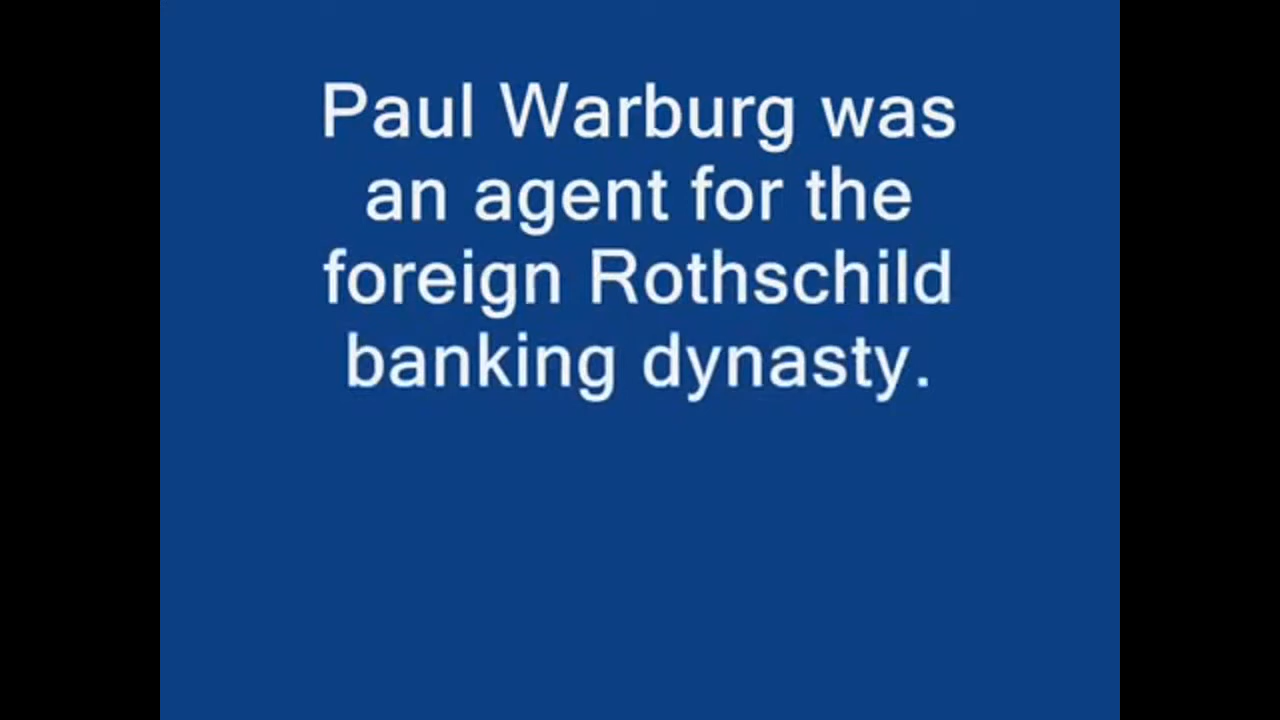 Paul Warburg was
an agent for the
foreign Rothschild
banking dynasty.